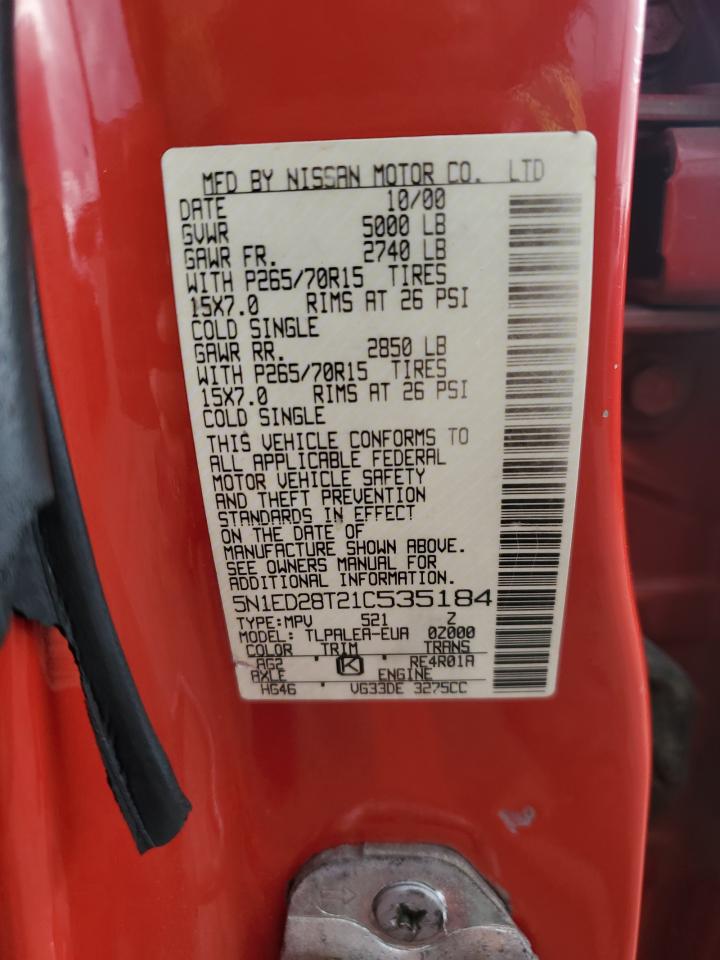 MFD BY NISSAN MOTOR CO. LTD
DATE 10/00
GVWR 5000 LB
GAWR FR. 2740 LB
WITH P265/70R15 TIRES
15X7.0 RIMS AT 26 PSI
COLD SINGLE
GAWR RR. 2850 LB
WITH P265/70R15 TIRES
15X7.0 RIMS AT 26 PSI
COLD SINGLE
THIS VEHICLE CONFORMS TO
ALL APPLICABLE FEDERAL
MOTOR VEHICLE SAFETY
AND THEFT PREVENTION
STANDARDS IN EFFECT
ON THE DATE OF
MANUFACTURE SHOWN ABOVE.
SEE OWNERS MANUAL FOR
ADDITIONAL INFORMATION
5N1ED28T21C535184
TYPE:MPV 521 Z
MODEL: TLPALEA-EUA 0Z000
COLOR TRIM TRANS
AG2 K RE4R01A
AXLE ENGINE
HG46 VG33DE 3275CC